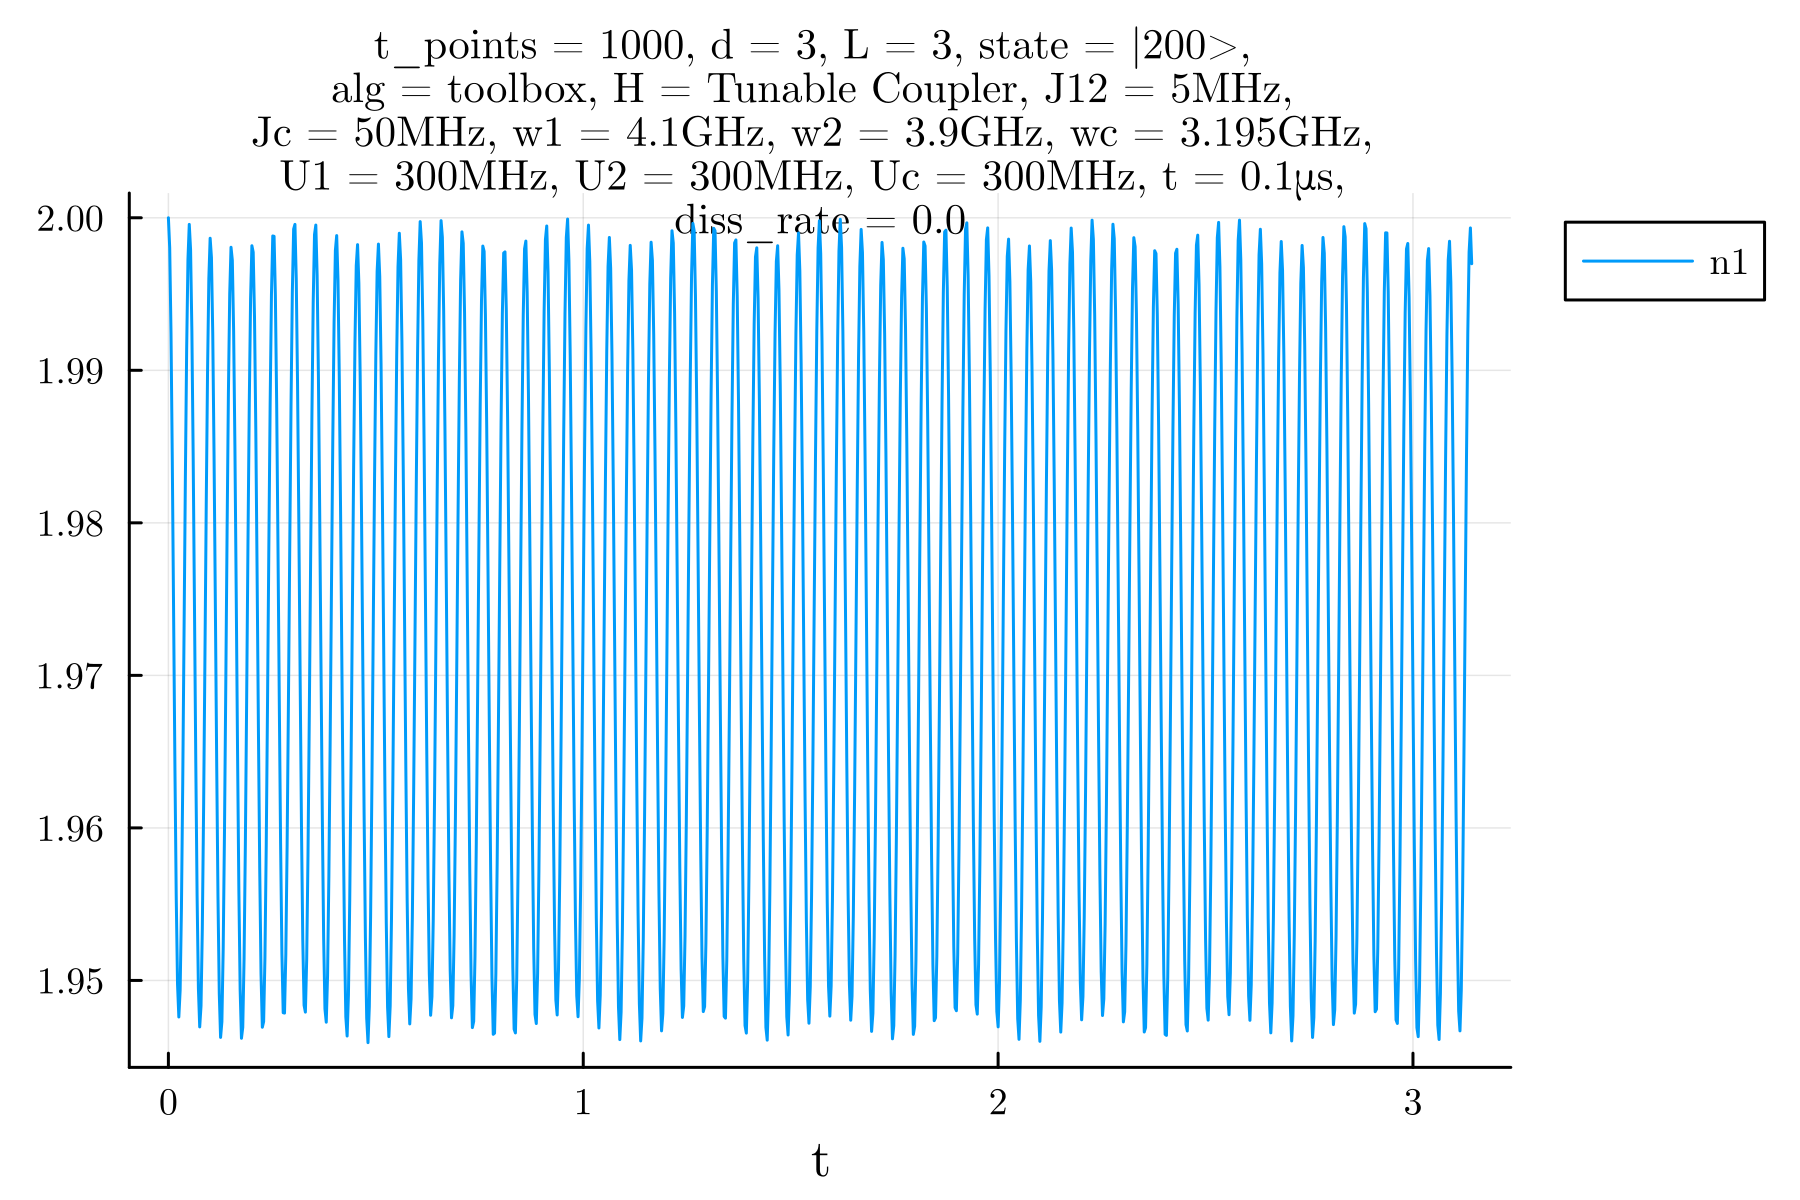 t_points = 1000, d = 3, L = 3, state = |200>,
alg = toolbox, H = Tunable Coupler, J12 = 5MHz,
Jc = 50MHz, w1 = 4.1GHz, w2 = 3.9GHz, wc = 3.195GHz,
U1 = 300MHz, U2 = 300MHz, Uc = 300MHz, t = 0.1μs,
diss_rate = 0.0
2.00
1.99
1.98
1.97
1.96
1.95
n1
0 1 2 3
t